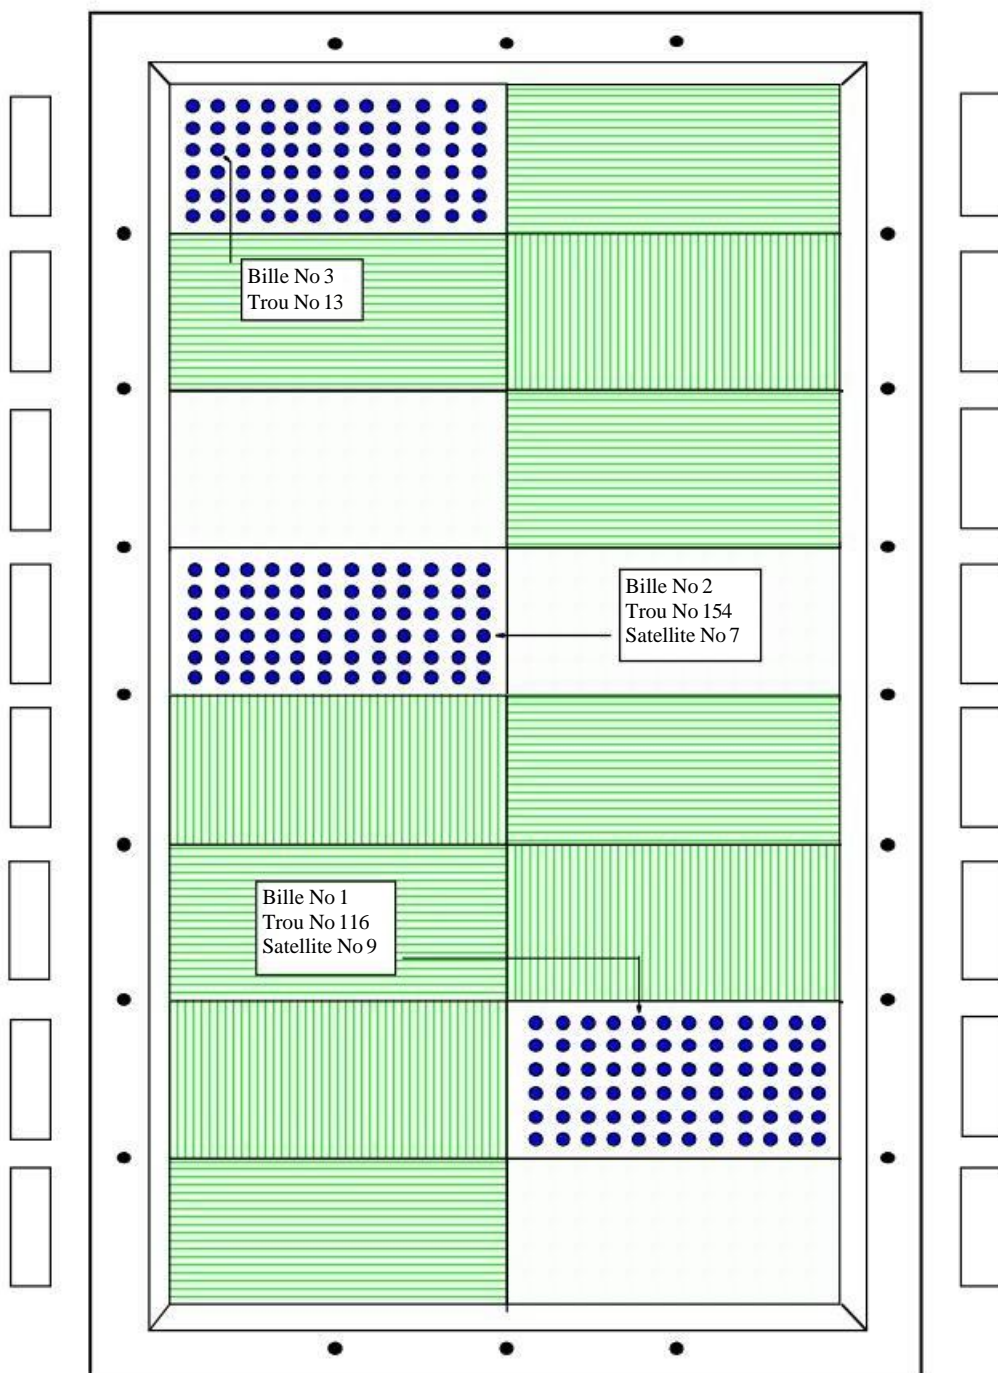 Bille No 3
Trou No 13
Bille No 2
Trou No 154
Satellite No 7
Bille No 1
Trou No 116
Satellite No 9